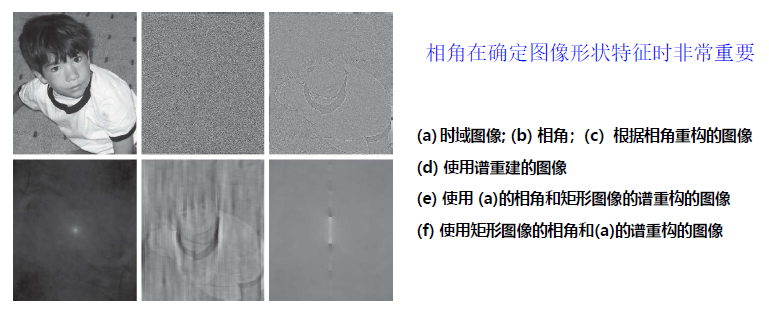 相角在确定图像形状特征时非常重要
(a) 时域图像; (b) 相角； (c) 根据相角重构的图像
(d) 使用谱重建的图像
(e) 使用 (a)的相角和矩形图像的谱重构的图像
(f) 使用矩形图像的相角和(a)的谱重构的图像